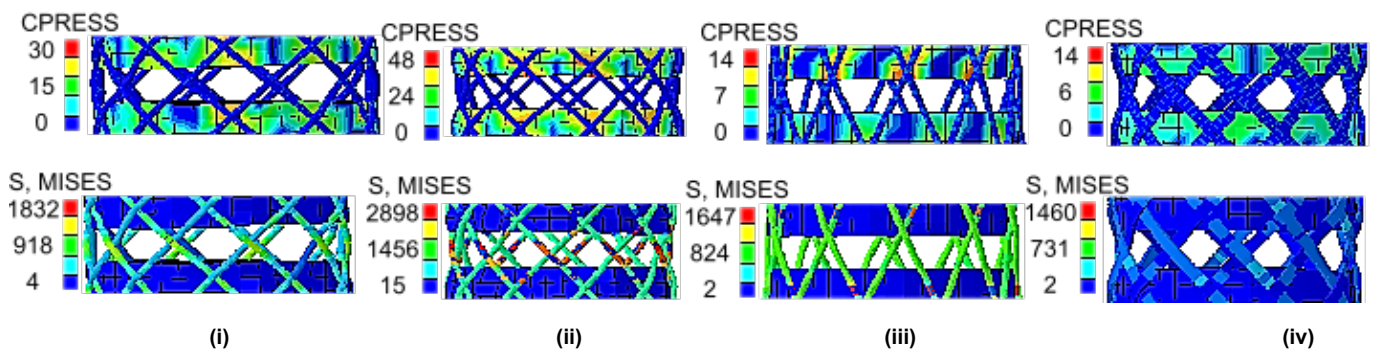 CPRESS
30
15
0
CPRESS
48
24
0
CPRESS
14
7
0
CPRESS
14
6
0
S, MISES
1832
918
4
S, MISES
2898
1456
15
S, MISES
1647
824
2
S, MISES
1460
731
2
(i)
(ii)
(iii)
(iv)